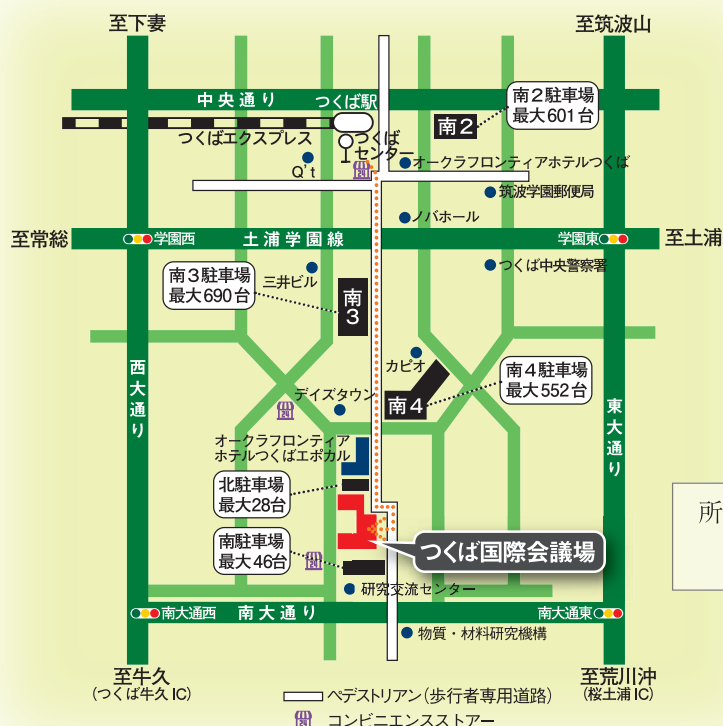 至下妻
至筑波山
中央通り
つくば駅
南2駐車場
最大601台
南2
つくばエクスプレス
つくば
センター
Q't
24
オークラフロンティアホテルつくば
筑波学園郵便局
ノバホール
至常総
学園西
土浦学園線
学園東
至土浦
南3駐車場
最大690台
三井ビル
南3
つくば中央警察署
西大通り
カピオ
南4駐車場
最大552台
デイズタウン
24
南4
東大通り
オークラフロンティア
ホテルつくばエポカル
北駐車場
最大28台
所
南駐車場
最大46台
24
つくば国際会議場
研究交流センター
南大通西
南大通り
南大通東
物質・材料研究機構
至牛久
(つくば牛久IC)
至荒川沖
(桜土浦IC)
ペデストリアン(歩行者専用道路)
24
コンビニエンスストアー